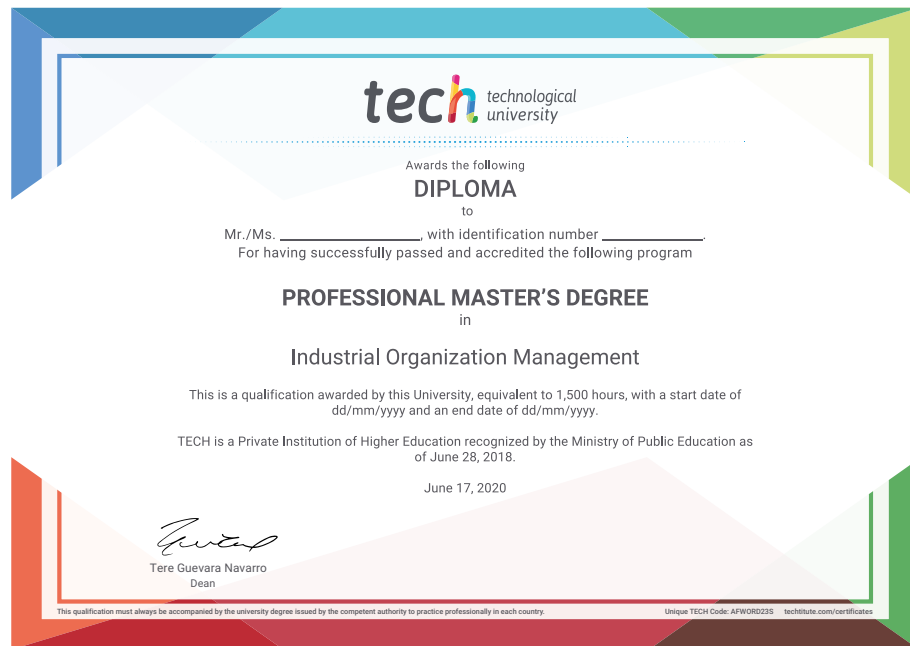 tech technological
university
Awards the following
DIPLOMA
to
Mr./Ms. ____________________, with identification number ______________.
For having successfully passed and accredited the following program
PROFESSIONAL MASTER'S DEGREE
in
Industrial Organization Management
This is a qualification awarded by this University, equivalent to 1,500 hours, with a start date of
dd/mm/yyyy and an end date of dd/mm/yyyy.
TECH is a Private Institution of Higher Education recognized by the Ministry of Public Education as
of June 28, 2018.
June 17, 2020
Tere Guevara Navarro
Dean
This qualification must always be accompanied by the university degree issued by the competent authority to practice professionally in each country. Unique TECH Code: AFWORD23S techtitute.com/certificates